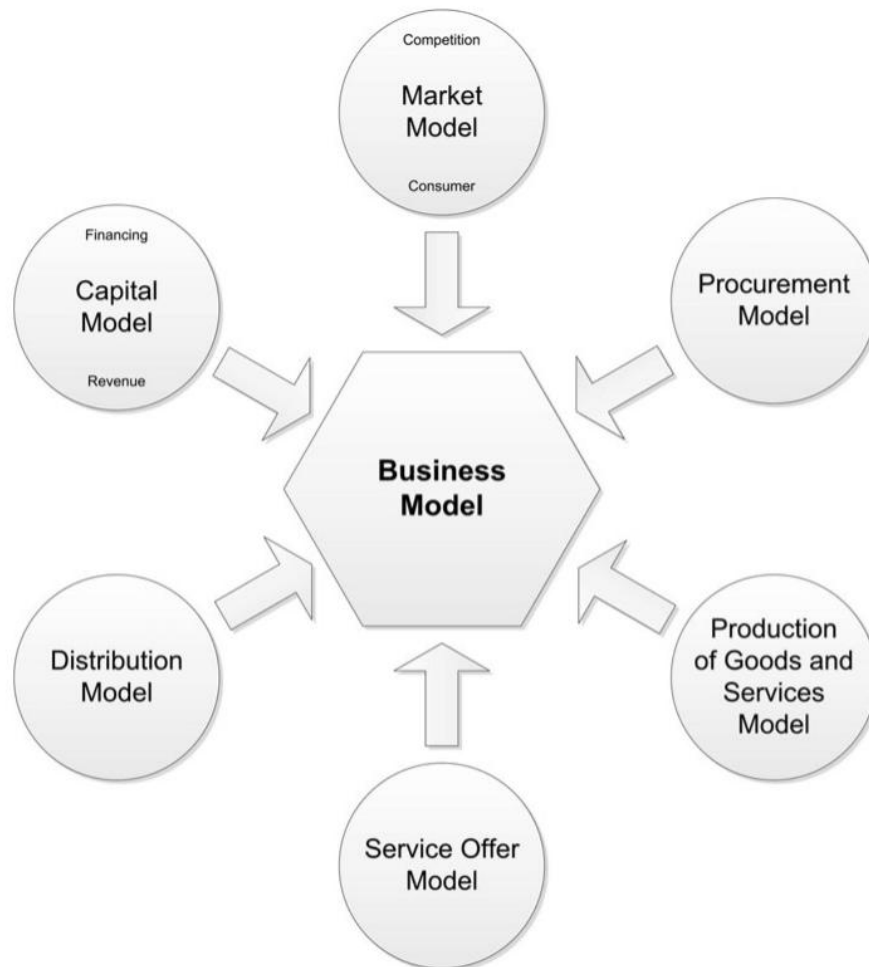 Competition
Market
Model
Consumer
Financing
Capital
Model
Revenue
Procurement
Model
Business
Model
Distribution
Model
Production
of Goods and
Services
Model
Service Offer
Model